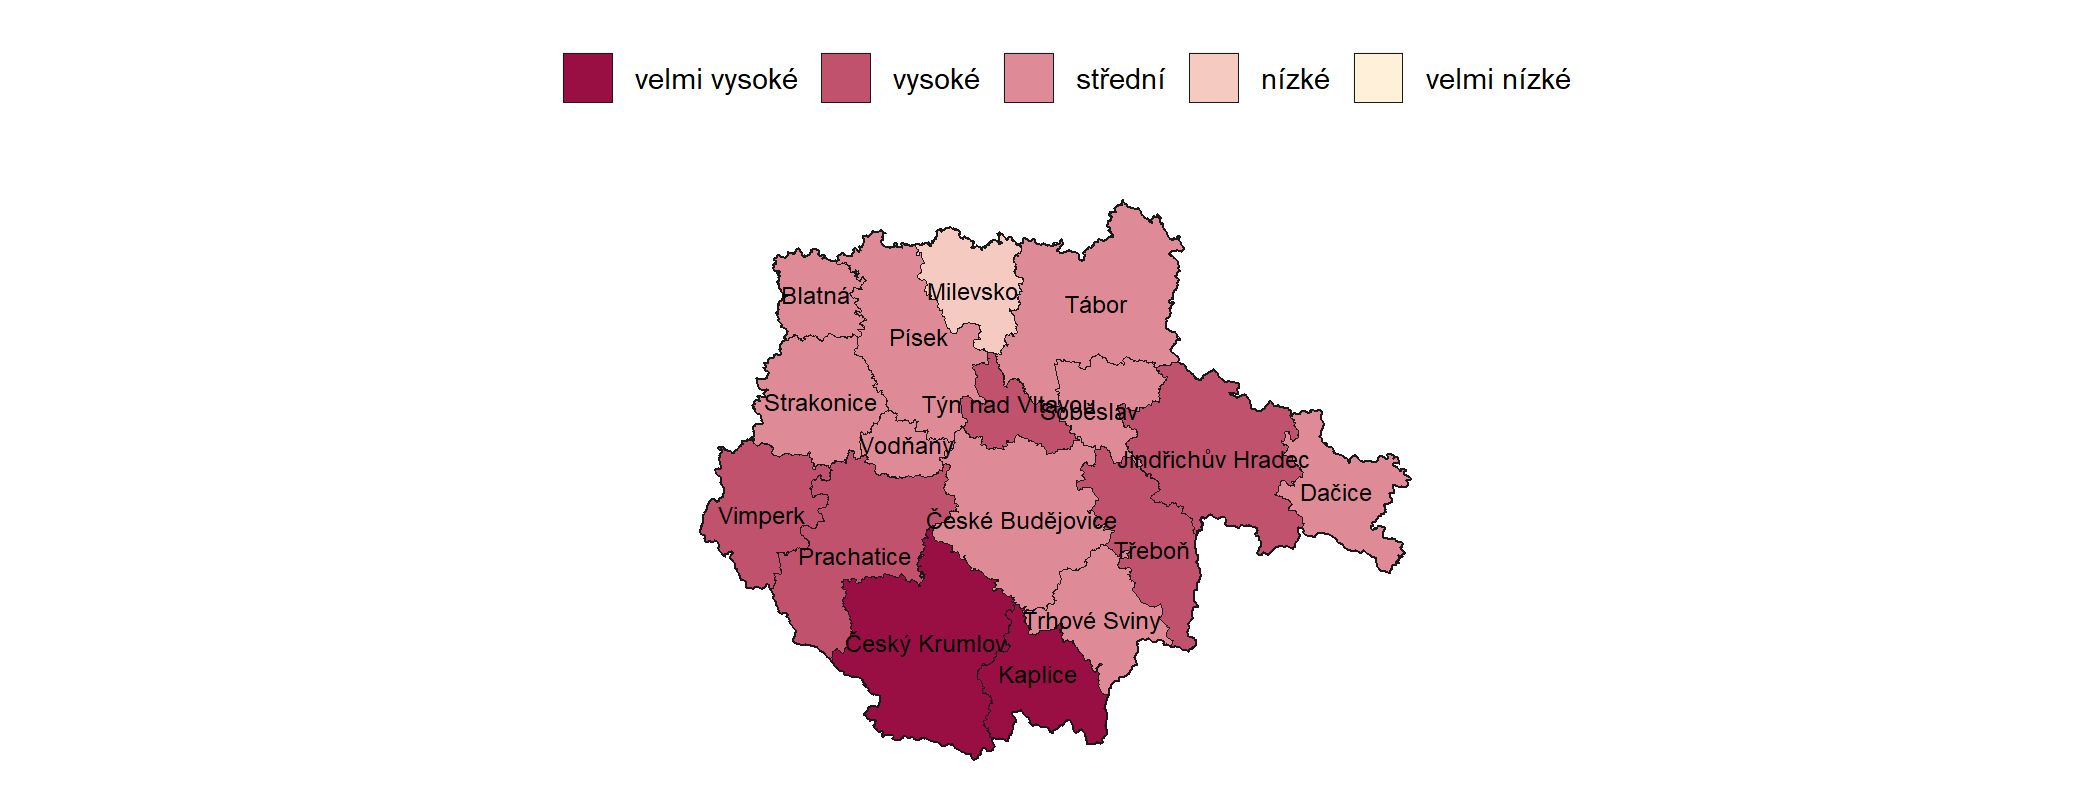 velmi vysoké
vysoké
střední
nízké
velmi nízké
Milevsko
Blatná
Tábor
Písek
Strakonice
Týn nad Vltavou
Soběslav
Vodňany
Jindřichův Hradec
Dačice
Vimperk
České Budějovice
Třeboň
Prachatice
Trhové Sviny
Český Krumlov
Kaplice